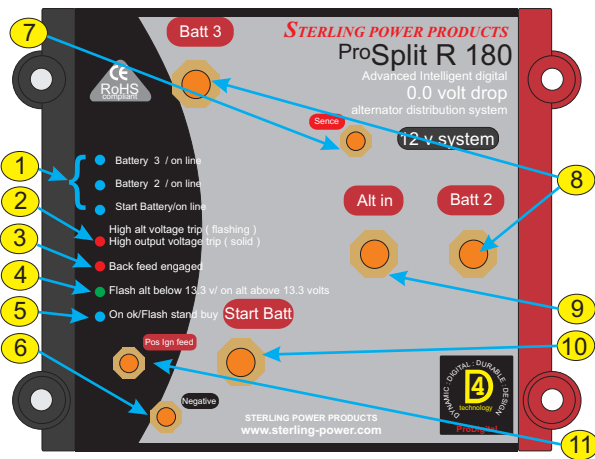 STERLING POWER PRODUCTS
ProSplit R 180
Advanced Intelligent digital
0.0 volt drop
alternator distribution system
12 v system
Batt 3
CE
RoHS
compliant
Sence
7
1
Battery 3 / on line
Battery 2 / on line
Start Battery/on line
2
High alt voltage trip ( flashing )
High output voltage trip ( solid )
3
Back feed engaged
4
Flash alt below 13.3 v/ on alt above 13.3 volts
5
On ok/Flash stand buy
6
Alt in
Batt 2
8
9
Start Batt
10
Pos Ign feed
11
Negative
STERLING POWER PRODUCTS
www.sterling-power.com
DYNAMIC · DIGITAL · DURABLE · DESIGN
D4
technology
ProDigital